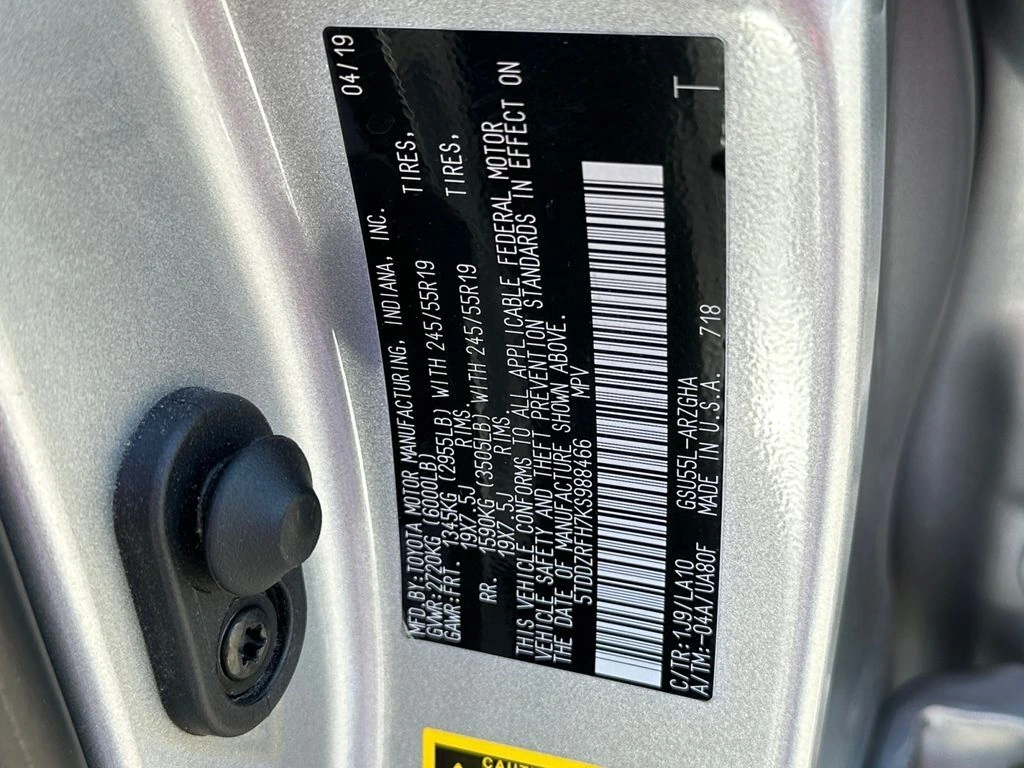 MFD.BY:TOYOTA MOTOR MANUFACTURING, INDIANA, INC. 04/19
GVWR:2720KG (6000LB)
GAWR:FRT. 1345KG (2955LB) WITH 245/55R19 TIRES,
19X7.5J RIMS.
RR. 1590KG (3505LB) WITH 245/55R19 TIRES,
19X7.5J RIMS.
THIS VEHICLE CONFORMS TO ALL APPLICABLE FEDERAL MOTOR
VEHICLE SAFETY AND THEFT PREVENTION STANDARDS IN EFFECT ON
THE DATE OF MANUFACTURE SHOWN ABOVE.
5TDDZRFH7KS988466 MPV
C/TR:1J9/LA10 GSU55L-ARZGHA T
A/TM:-04A/UA80F MADE IN U.S.A. 718